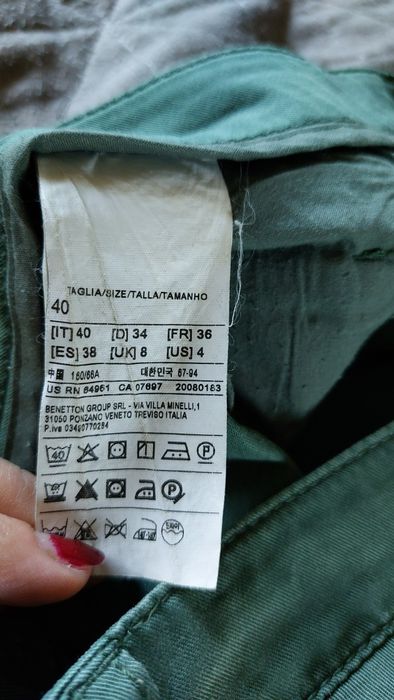 TAGLIA/SIZE/TALLA/TAMANHO
40
[IT] 40 [D] 34 [FR] 36
[ES] 38 [UK] 8 [US] 4
中国 160/66A 대한민국 67-94
US RN 84961 CA 07697 20080183
BENETTON GROUP SRL - VIA VILLA MINELLI,1
31050 PONZANO VENETO TREVISO ITALIA
P.IVA 03490770264
40
P
P